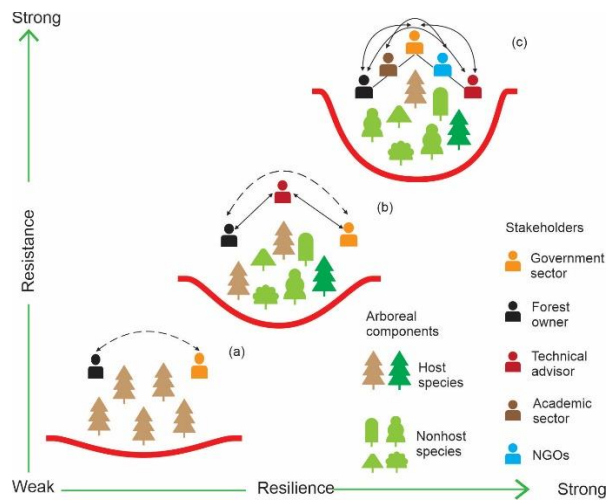 Strong
(c)
Resistance
(b)
(a)
Stakeholders
Government
sector
Forest
owner
Technical
advisor
Academic
sector
NGOs
Arboreal
components
Host
species
Nonhost
species
Weak
Resilience
Strong